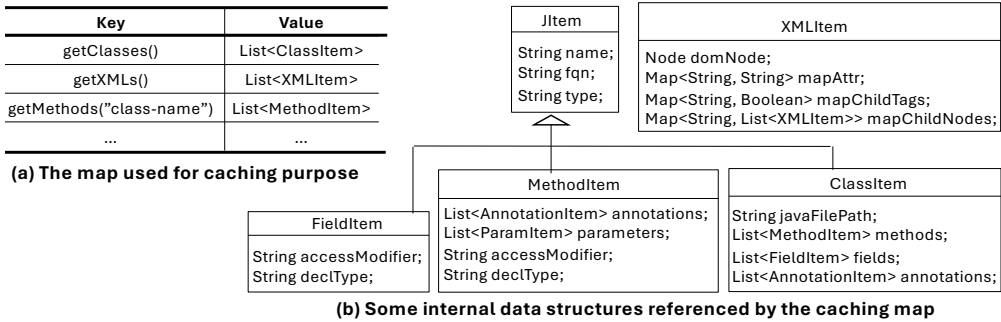 Key Value
getClasses() List<ClassItem>
getXMLs() List<XMLItem>
getMethods(”class-name”) List<MethodItem>
... ...
(a) The map used for caching purpose
JItem
String name;
String fqn;
String type;
XMLItem
Node domNode;
Map<String, String> mapAttr;
Map<String, Boolean> mapChildTags;
Map<String, List<XMLItem>> mapChildNodes;
FieldItem
String accessModifier;
String declType;
MethodItem
List<AnnotationItem> annotations;
List<ParamItem> parameters;
String accessModifier;
String declType;
ClassItem
String javaFilePath;
List<MethodItem> methods;
List<FieldItem> fields;
List<AnnotationItem> annotations;
(b) Some internal data structures referenced by the caching map